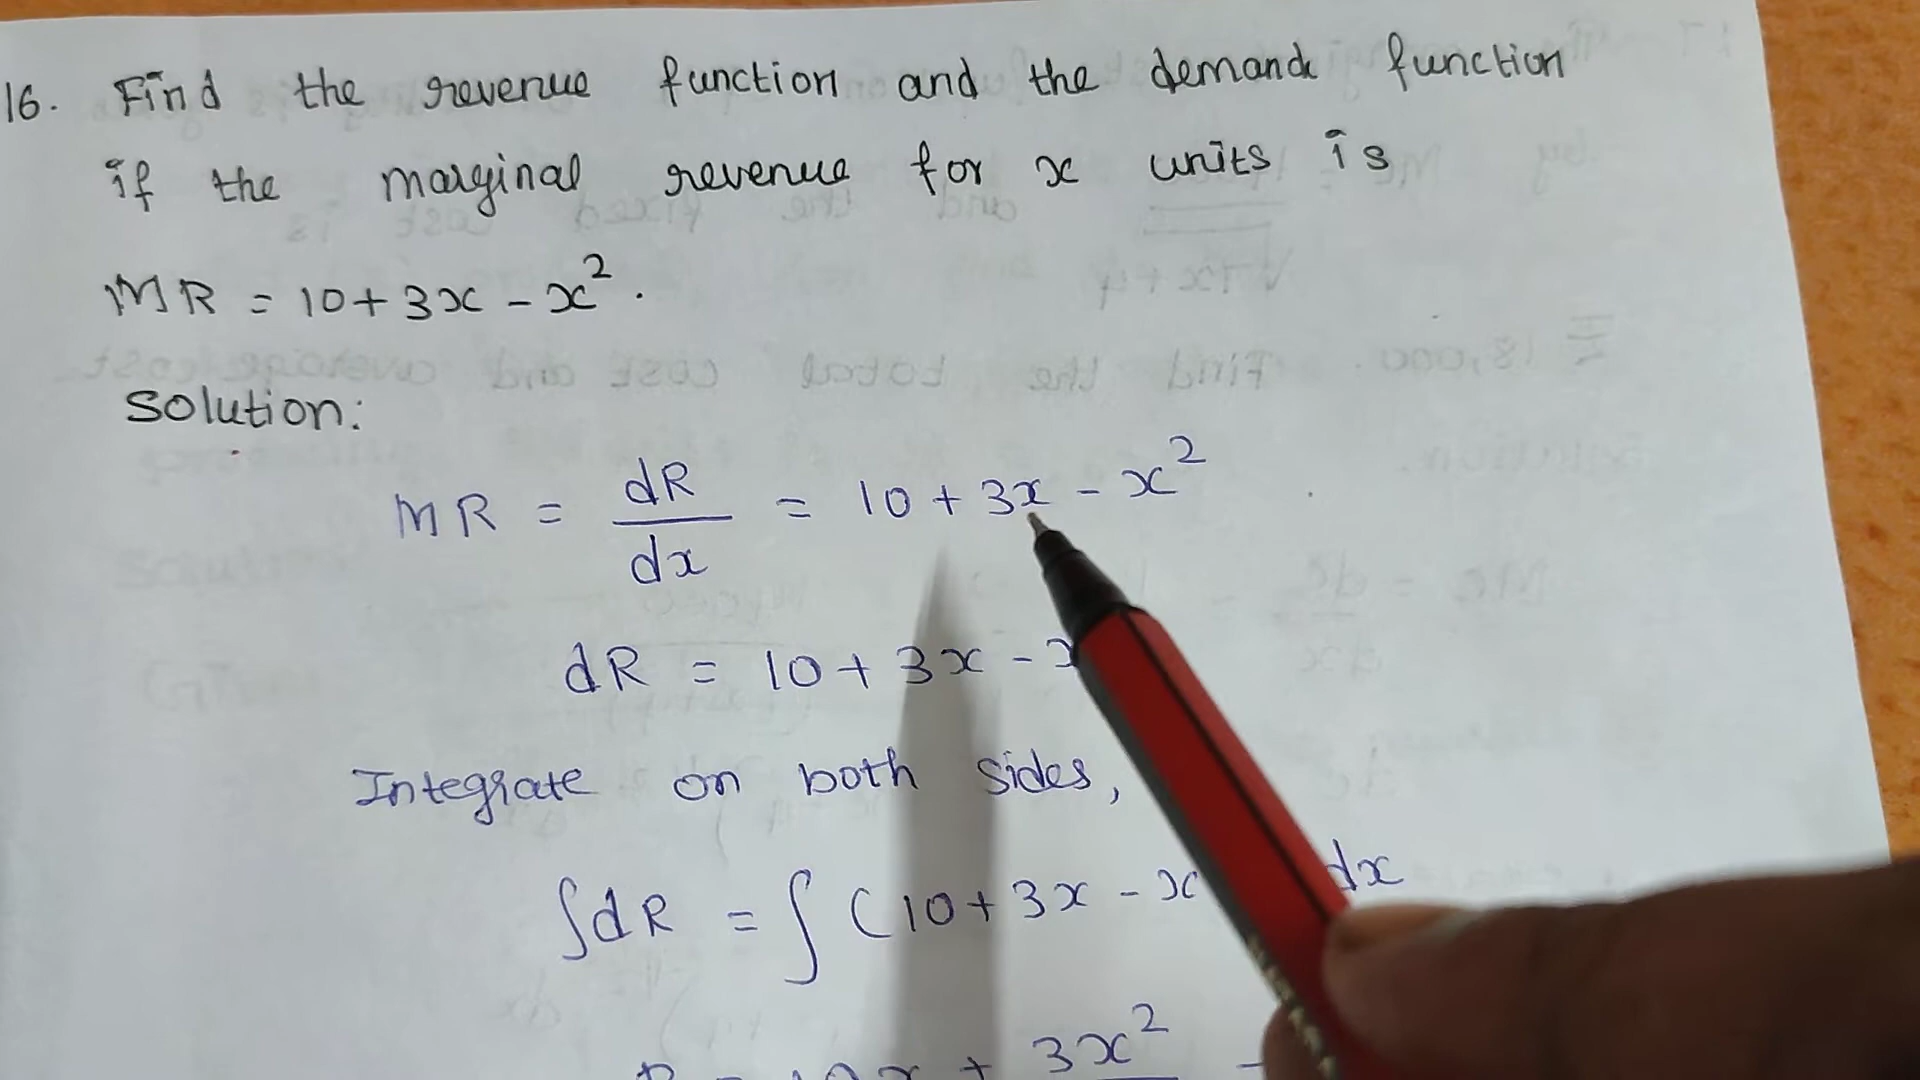 16. Find the revenue function and the demand function
if the marginal revenue for x units is
MR = 10 + 3x - x².
Solution:
MR = dR/dx = 10 + 3x - x²
dR = 10 + 3x -
Integrate on both sides,
∫dR = ∫(10 + 3x - x dx
R = 10x + 3x²